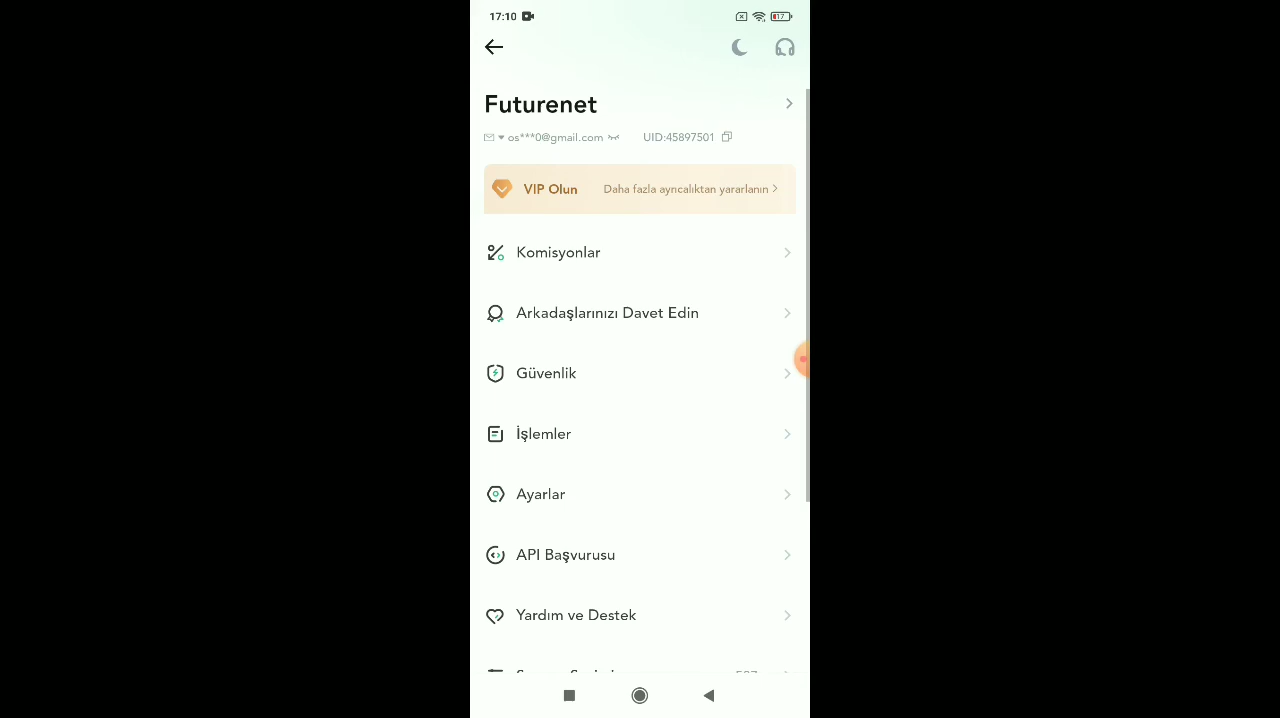 17:10
17
Futurenet
os***0@gmail.com UID:45897501
VIP Olun Daha fazla ayrıcalıktan yararlanın
Komisyonlar
Arkadaşlarınızı Davet Edin
Güvenlik
İşlemler
Ayarlar
API Başvurusu
Yardım ve Destek